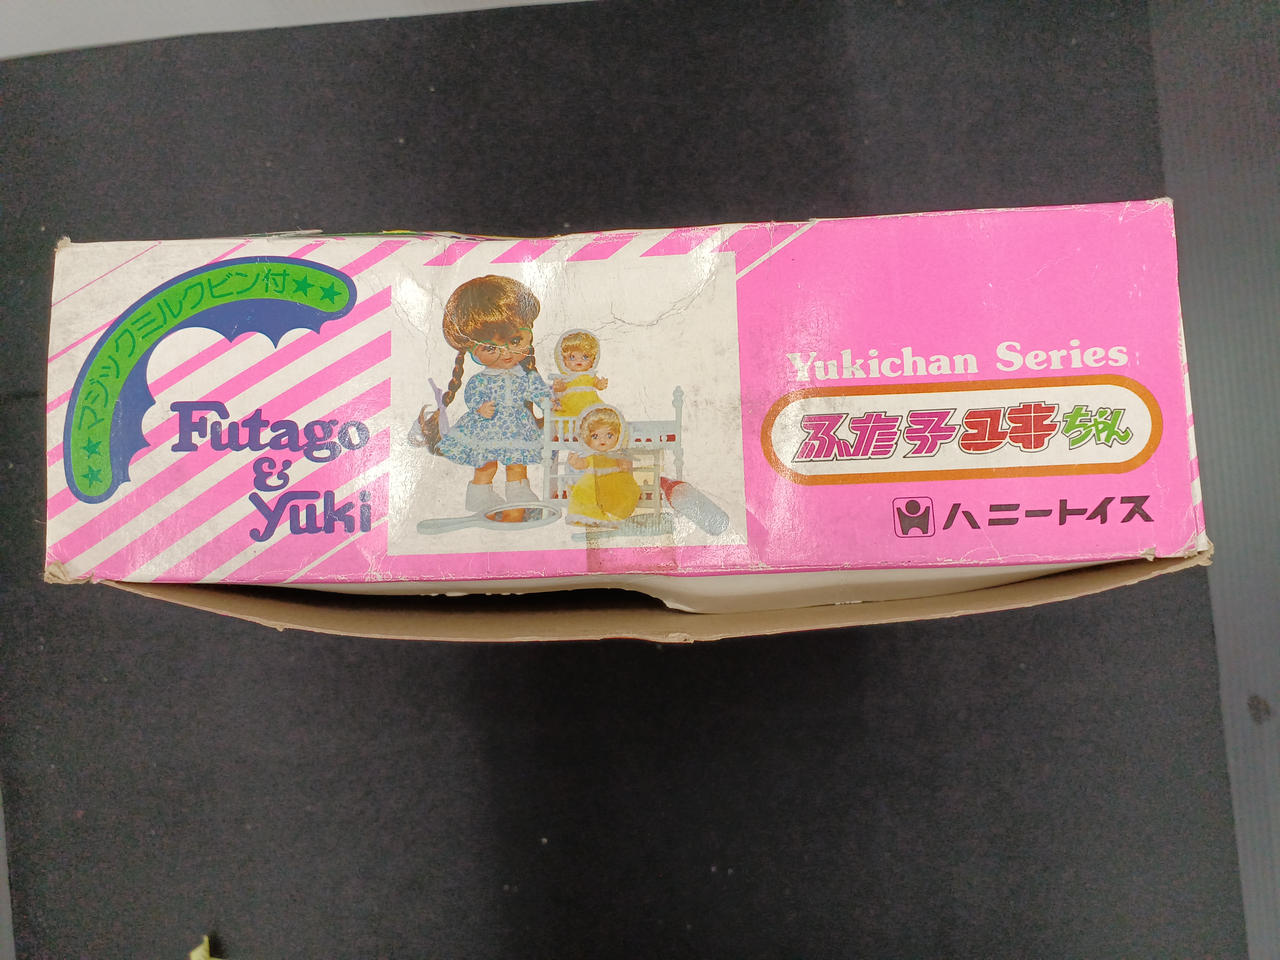 ★★マジックミルクビン付★★
Futago
&
Yuki
Yukichan Series
ふた子ユキちゃん
ハニートイス